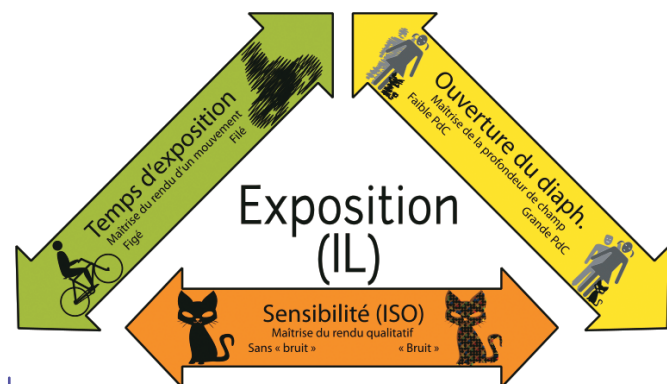 Temps d'exposition
Maîtrise du rendu d'un mouvement
Figé
Filé
Ouverture du diaph.
Maîtrise de la profondeur de champ
Faible PdC
Grande PdC
Exposition
(IL)
Sensibilité (ISO)
Maîtrise du rendu qualitatif
Sans « bruit »
« Bruit »